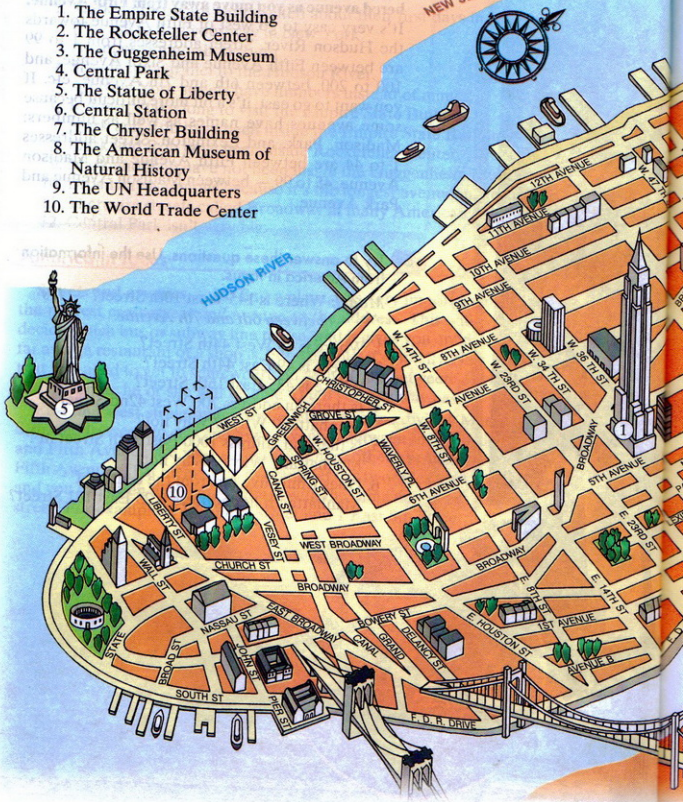 1. The Empire State Building
2. The Rockefeller Center
3. The Guggenheim Museum
4. Central Park
5. The Statue of Liberty
6. Central Station
7. The Chrysler Building
8. The American Museum of
Natural History
9. The UN Headquarters
10. The World Trade Center
NEW
HUDSON RIVER
12TH AVENUE
W. 47 TH
11TH AVENUE
10TH AVENUE
9TH AVENUE
8TH AVENUE
W. 14TH ST
W. 36 TH ST
W. 34 TH ST
W. 23RD ST
7 AVENUE
CHRISTOPHER ST
GREENWICH
GROVE ST
WEST ST
W. 8TH ST
W. HOUSTON ST
WAVERLY PL
SPRING ST
BROADWAY
1
5
10
5TH AVENUE
6TH AVENUE
CANAL ST
LIBERTY ST
VESEY ST
E. 23RD ST
WEST BROADWAY
BROADWAY
WALL ST
CHURCH ST
BROADWAY
E. 14TH ST
E. 8TH ST
NASSAU ST
EAST BROADWAY
BOWERY ST
E. HOUSTON ST
1ST AVENUE
STATE
BROAD ST
JOHN ST
CANAL
GRAND
DELANCY ST
AVENUE B
SOUTH ST
PIER ST
F. D. R. DRIVE